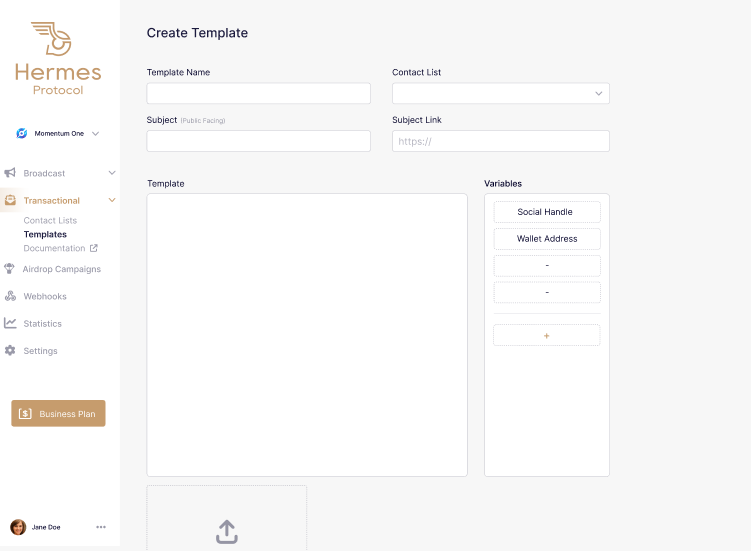 Hermes
Protocol
Momentum One
Broadcast
Transactional
Contact Lists
Templates
Documentation
Airdrop Campaigns
Webhooks
Statistics
Settings
Business Plan
Jane Doe
Create Template
Template Name
Contact List
Subject (Public Facing)
Subject Link
https://
Template
Variables
Social Handle
Wallet Address
-
-
+